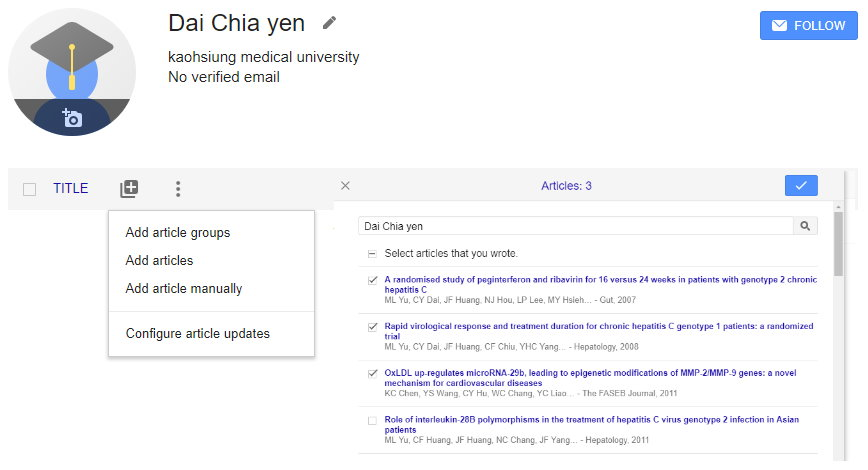 Dai Chia yen
FOLLOW
kaohsiung medical university
No verified email
TITLE
Add article groups
Add articles
Add article manually
Configure article updates
Articles: 3
Dai Chia yen
Select articles that you wrote.
A randomised study of peginterferon and ribavirin for 16 versus 24 weeks in patients with genotype 2 chronic
hepatitis C
ML Yu, CY Dai, JF Huang, NJ Hou, LP Lee, MY Hsieh... - Gut, 2007
Rapid virological response and treatment duration for chronic hepatitis C genotype 1 patients: a randomized
trial
ML Yu, CY Dai, JF Huang, CF Chiu, YHC Yang... - Hepatology, 2008
OxLDL up-regulates microRNA-29b, leading to epigenetic modifications of MMP-2/MMP-9 genes: a novel
mechanism for cardiovascular diseases
KC Chen, YS Wang, CY Hu, WC Chang, YC Liao... - The FASEB Journal, 2011
Role of interleukin-28B polymorphisms in the treatment of hepatitis C virus genotype 2 infection in Asian
patients
ML Yu, CF Huang, JF Huang, NC Chang, JF Yang... - Hepatology, 2011